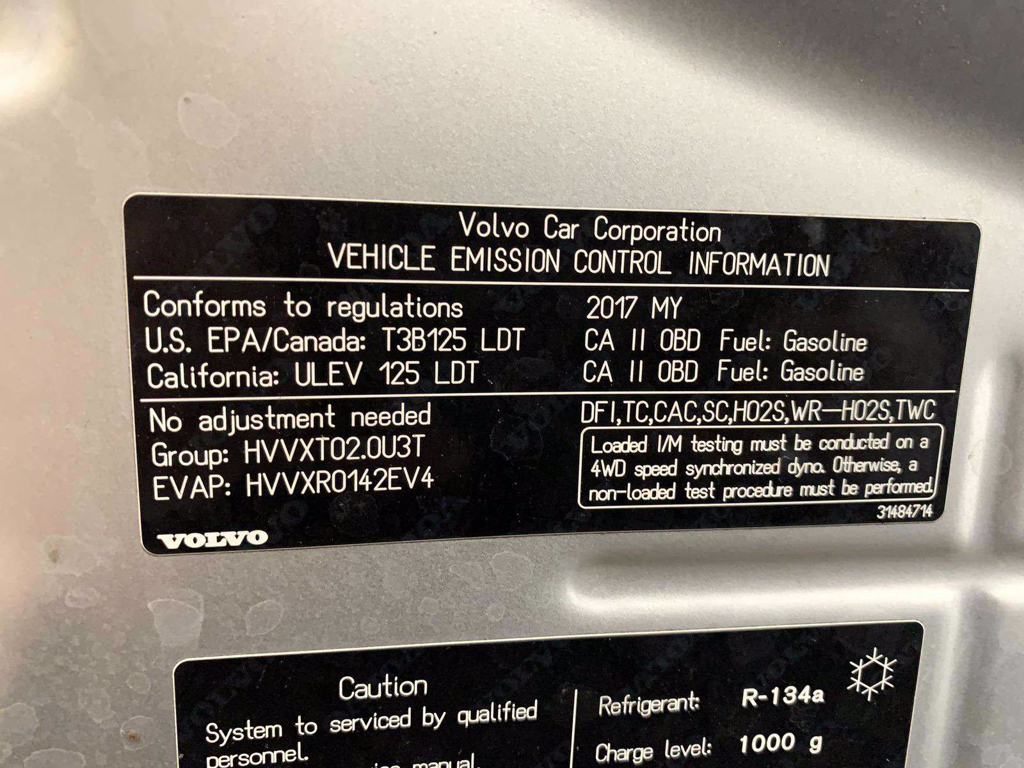 Volvo Car Corporation
VEHICLE EMISSION CONTROL INFORMATION
Conforms to regulations 2017 MY
U.S. EPA/Canada: T3B125 LDT CA II OBD Fuel: Gasoline
California: ULEV 125 LDT CA II OBD Fuel: Gasoline
No adjustment needed DFI,TC,CAC,SC,HO2S,WR-HO2S,TWC
Group: HVVXT02.0U3T
EVAP: HVVXR0142EV4
Loaded I/M testing must be conducted on a
4WD speed synchronized dyno. Otherwise, a
non-loaded test procedure must be performed.
31484714
VOLVO
Caution
System to serviced by qualified
personnel.
manual.
Refrigerant: R-134a
Charge level: 1000 g